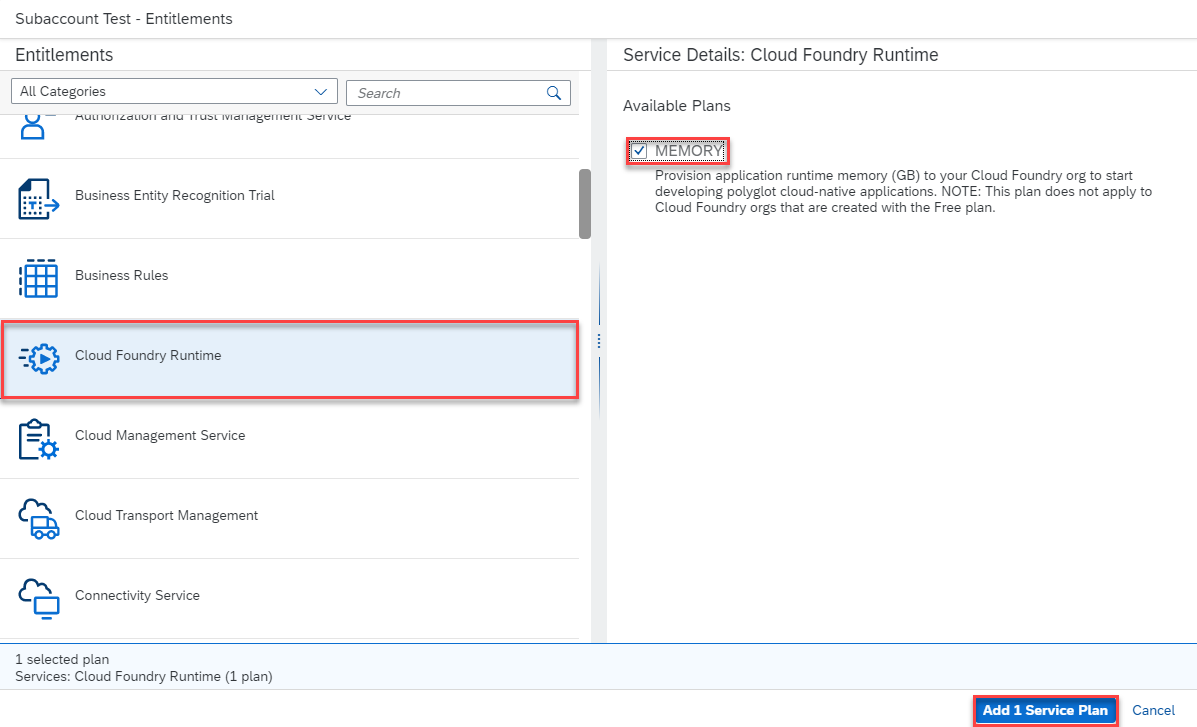 Subaccount Test - Entitlements
Entitlements
All Categories
Search
Authorization and Trust Management Service
Business Entity Recognition Trial
Business Rules
Cloud Foundry Runtime
Cloud Management Service
Cloud Transport Management
Connectivity Service
Service Details: Cloud Foundry Runtime
Available Plans
MEMORY
Provision application runtime memory (GB) to your Cloud Foundry org to start
developing polyglot cloud-native applications. NOTE: This plan does not apply to
Cloud Foundry orgs that are created with the Free plan.
1 selected plan
Services: Cloud Foundry Runtime (1 plan)
Add 1 Service Plan
Cancel